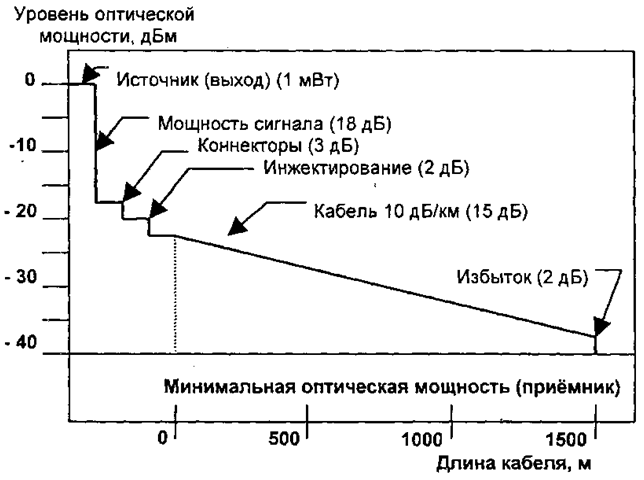 Уровень оптической
мощности, дБм
0
Источник (выход) (1 мВт)
Мощность сигнала (18 дБ)
-10
Коннекторы (3 дБ)
Инжектирование (2 дБ)
- 20
Кабель 10 дБ/км (15 дБ)
Избыток (2 дБ)
- 30
- 40
Минимальная оптическая мощность (приёмник)
0 500 1000 1500
Длина кабеля, м